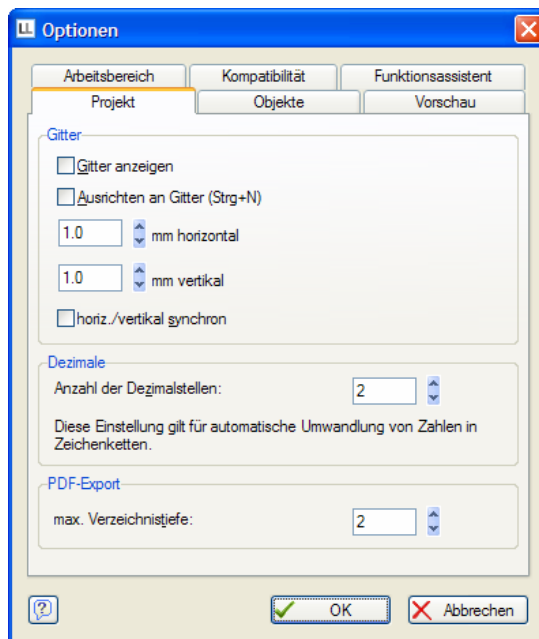 LL Optionen
Arbeitsbereich Kompatibilität Funktionsassistent
Projekt Objekte Vorschau
Gitter
Gitter anzeigen
Ausrichten an Gitter (Strg+N)
1.0 mm horizontal
1.0 mm vertikal
horiz./vertikal synchron
Dezimale
Anzahl der Dezimalstellen: 2
Diese Einstellung gilt für automatische Umwandlung von Zahlen in
Zeichenketten.
PDF-Export
max. Verzeichnistiefe: 2
? OK Abbrechen